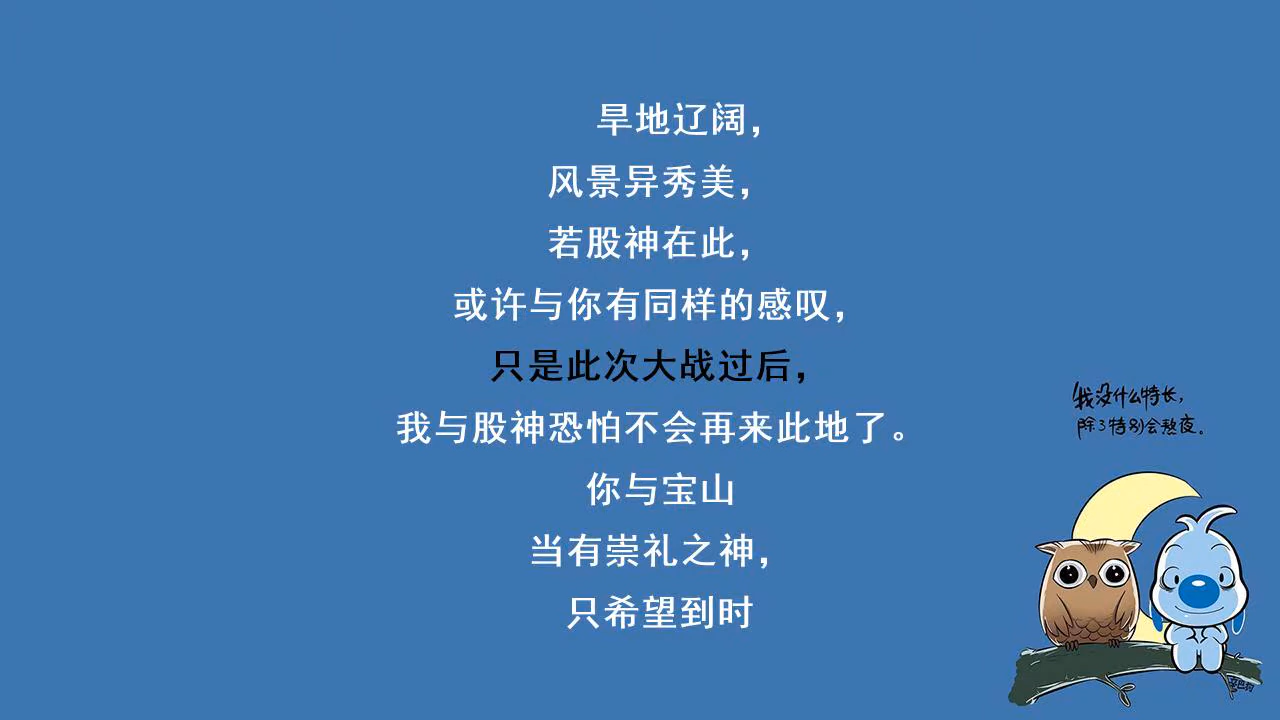 旱地辽阔，
风景异秀美，
若股神在此，
或许与你有同样的感叹，
只是此次大战过后，
我与股神恐怕不会再来此地了。
你与宝山
当有崇礼之神，
只希望到时
我没什么特长，
除了特别会熬夜。